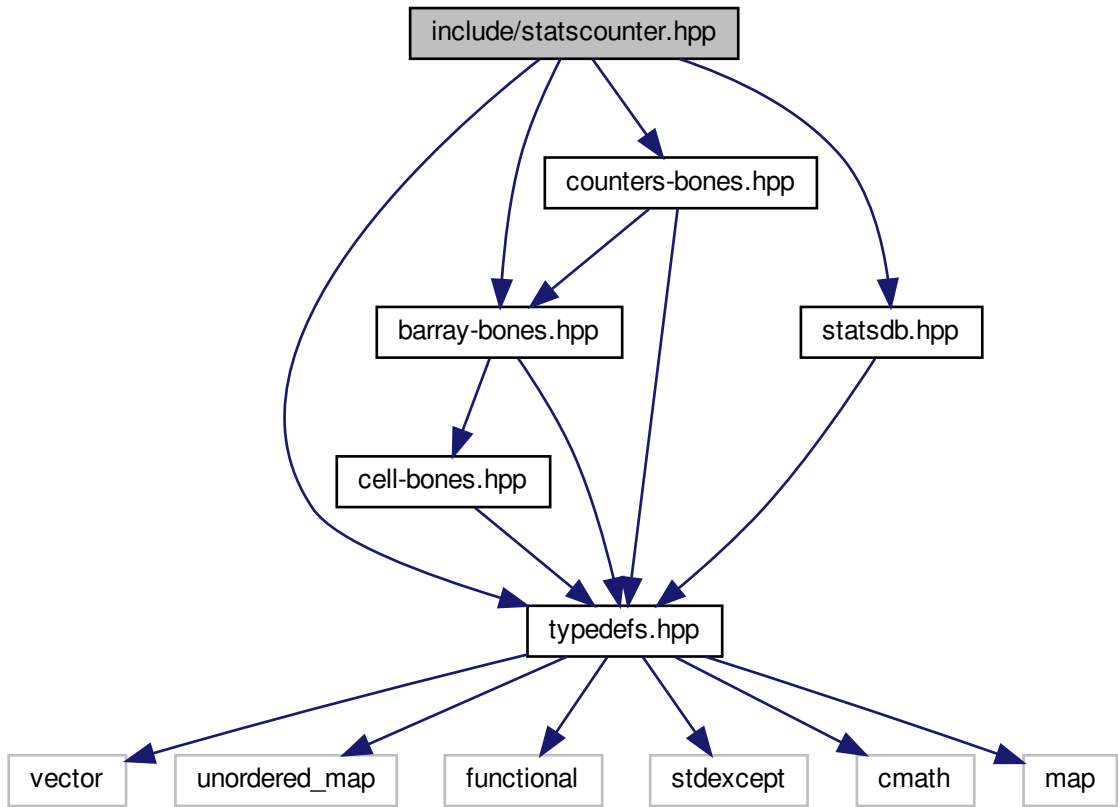 include/statscounter.hpp
counters-bones.hpp
barray-bones.hpp
statsdb.hpp
cell-bones.hpp
typedefs.hpp
vector
unordered_map
functional
stdexcept
cmath
map